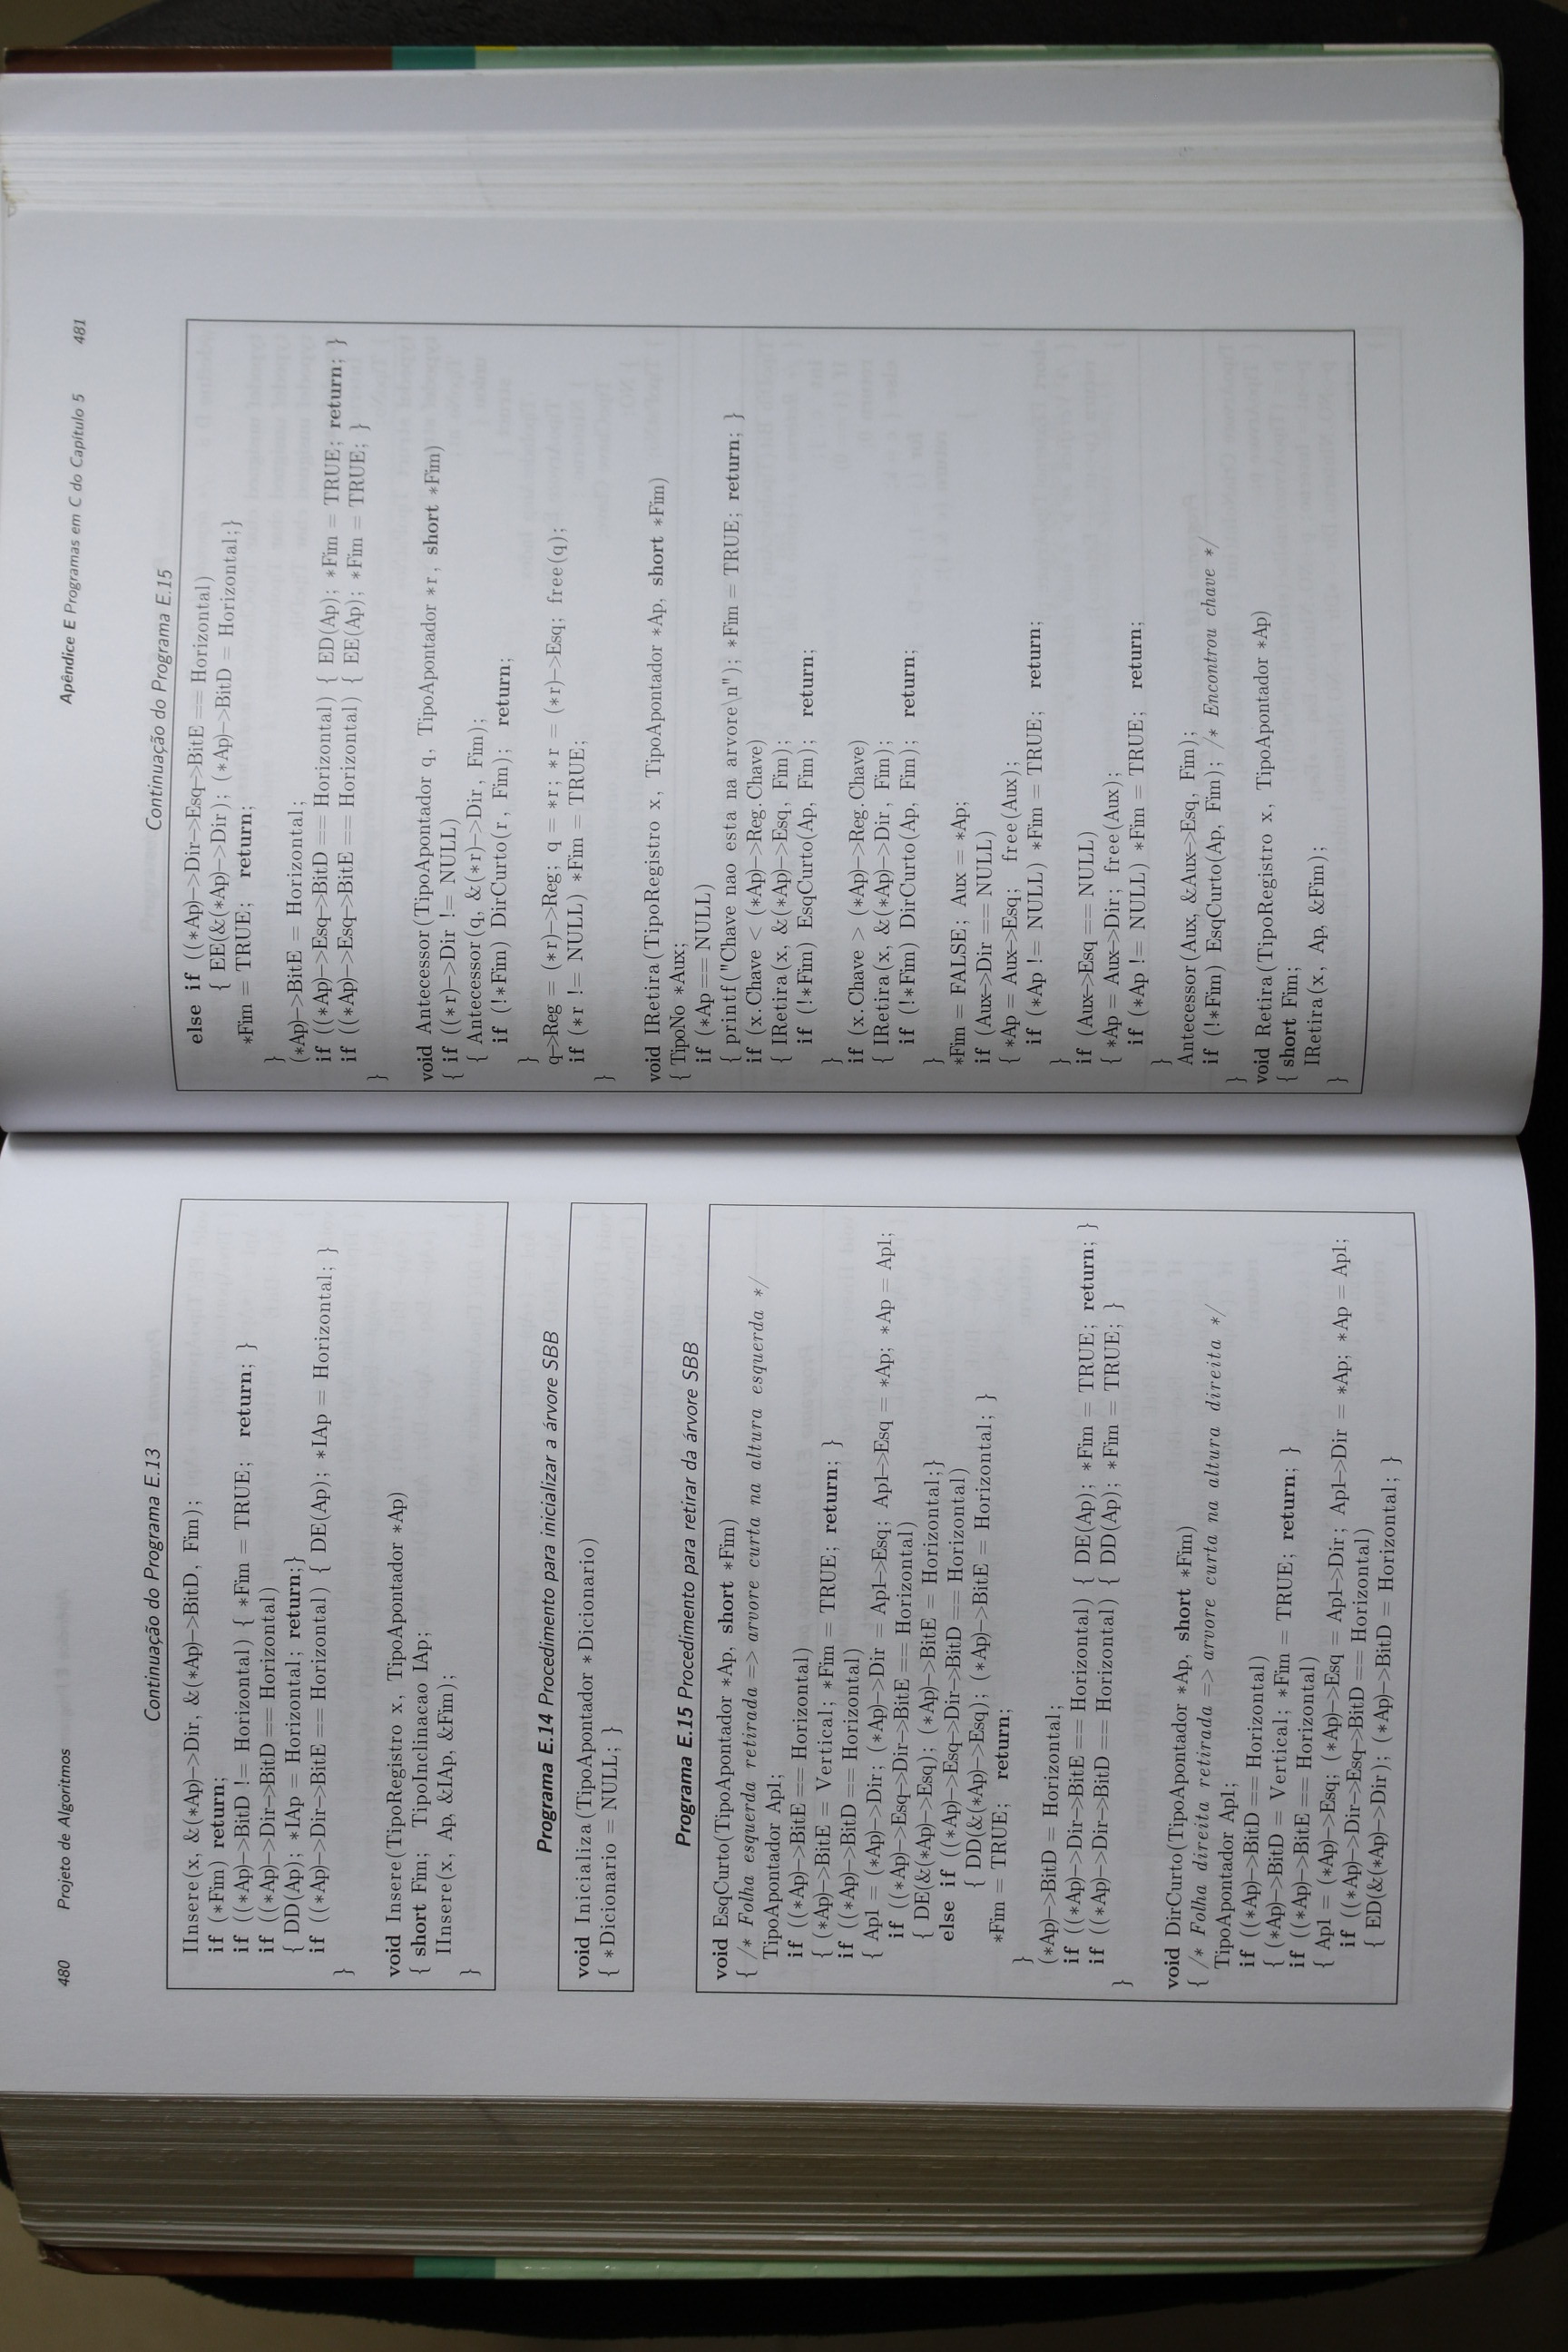 480 Projeto de Algoritmos
Continuação do Programa E.13
IInsere(x, &(*Ap)->Dir, &(*Ap)->BitD, Fim);
if (*Fim) return;
if ((*Ap)->BitD != Horizontal) { *Fim = TRUE; return; }
if ((*Ap)->Dir->BitD == Horizontal)
{ DD(Ap); *IAp = Horizontal; return;}
if ((*Ap)->Dir->BitE == Horizontal) { DE(Ap); *IAp = Horizontal; }
}
void Insere(TipoRegistro x, TipoApontador *Ap)
{ short Fim; TipoInclinacao IAp;
IInsere(x, Ap, &IAp, &Fim);
}
Programa E.14 Procedimento para inicializar a árvore SBB
void Inicializa(TipoApontador *Dicionario)
{ *Dicionario = NULL; }
Programa E.15 Procedimento para retirar da árvore SBB
void EsqCurto(TipoApontador *Ap, short *Fim)
{ /* Folha esquerda retirada => arvore curta na altura esquerda */
TipoApontador Ap1;
if ((*Ap)->BitE == Horizontal)
{ (*Ap)->BitE = Vertical; *Fim = TRUE; return; }
if ((*Ap)->BitD == Horizontal)
{ Ap1 = (*Ap)->Dir; (*Ap)->Dir = Ap1->Esq; Ap1->Esq = *Ap; *Ap = Ap1;
if ((*Ap)->Esq->Dir->BitE == Horizontal)
{ DE(&(*Ap)->Esq); (*Ap)->BitE = Horizontal;}
else if ((*Ap)->Esq->Dir->BitD == Horizontal)
{ DD(&(*Ap)->Esq); (*Ap)->BitE = Horizontal; }
*Fim = TRUE; return;
}
(*Ap)->BitD = Horizontal;
if ((*Ap)->Dir->BitE == Horizontal) { DE(Ap); *Fim = TRUE; return; }
if ((*Ap)->Dir->BitD == Horizontal) { DD(Ap); *Fim = TRUE; }
}
void DirCurto(TipoApontador *Ap, short *Fim)
{ /* Folha direita retirada => arvore curta na altura direita */
TipoApontador Ap1;
if ((*Ap)->BitD == Horizontal)
{ (*Ap)->BitD = Vertical; *Fim = TRUE; return; }
if ((*Ap)->BitE == Horizontal)
{ Ap1 = (*Ap)->Esq; (*Ap)->Esq = Ap1->Dir; Ap1->Dir = *Ap; *Ap = Ap1;
if ((*Ap)->Dir->Esq->BitD == Horizontal)
{ ED(&(*Ap)->Dir); (*Ap)->BitD = Horizontal; }
Apêndice E Programas em C do Capítulo 5 481
Continuação do Programa E.15
else if ((*Ap)->Dir->Esq->BitE == Horizontal)
{ EE(&(*Ap)->Dir); (*Ap)->BitD = Horizontal;}
*Fim = TRUE; return;
}
(*Ap)->BitE = Horizontal;
if ((*Ap)->Esq->BitD == Horizontal) { ED(Ap); *Fim = TRUE; return; }
if ((*Ap)->Esq->BitE == Horizontal) { EE(Ap); *Fim = TRUE; }
}
void Antecessor(TipoApontador q, TipoApontador *r, short *Fim)
{ if ((*r)->Dir != NULL)
{ Antecessor(q, &(*r)->Dir, Fim);
if (!*Fim) DirCurto(r, Fim); return;
}
q->Reg = (*r)->Reg; q = *r; *r = (*r)->Esq; free(q);
if (*r != NULL) *Fim = TRUE;
}
void IRetira(TipoRegistro x, TipoApontador *Ap, short *Fim)
{ TipoNo *Aux;
if (*Ap == NULL)
{ printf("Chave nao esta na arvore\n"); *Fim = TRUE; return; }
if (x.Chave < (*Ap)->Reg.Chave)
{ IRetira(x, &(*Ap)->Esq, Fim);
if (!*Fim) EsqCurto(Ap, Fim); return;
}
if (x.Chave > (*Ap)->Reg.Chave)
{ IRetira(x, &(*Ap)->Dir, Fim);
if (!*Fim) DirCurto(Ap, Fim); return;
}
*Fim = FALSE; Aux = *Ap;
if (Aux->Dir == NULL)
{ *Ap = Aux->Esq; free(Aux);
if (*Ap != NULL) *Fim = TRUE; return;
}
if (Aux->Esq == NULL)
{ *Ap = Aux->Dir; free(Aux);
if (*Ap != NULL) *Fim = TRUE; return;
}
Antecessor(Aux, &Aux->Esq, Fim);
if (!*Fim) EsqCurto(Ap, Fim); /* Encontrou chave */
}
void Retira(TipoRegistro x, TipoApontador *Ap)
{ short Fim;
IRetira(x, Ap, &Fim);
}